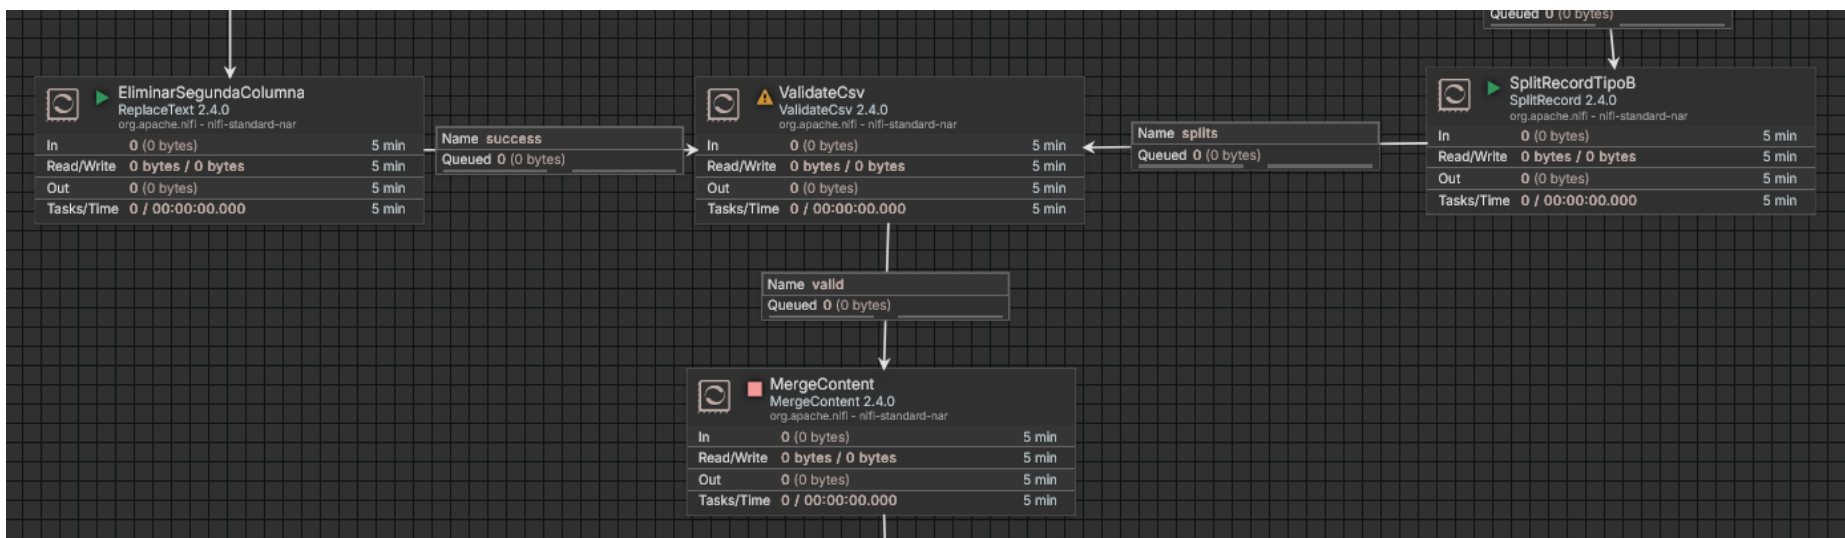 Queued 0 (0 bytes)
EliminarSegundaColumna
ReplaceText 2.4.0
org.apache.nifi - nifi-standard-nar
In 0 (0 bytes) 5 min
Read/Write 0 bytes / 0 bytes 5 min
Out 0 (0 bytes) 5 min
Tasks/Time 0 / 00:00:00.000 5 min
Name success
Queued 0 (0 bytes)
ValidateCsv
ValidateCsv 2.4.0
org.apache.nifi - nifi-standard-nar
In 0 (0 bytes) 5 min
Read/Write 0 bytes / 0 bytes 5 min
Out 0 (0 bytes) 5 min
Tasks/Time 0 / 00:00:00.000 5 min
Name splits
Queued 0 (0 bytes)
SplitRecordTipoB
SplitRecord 2.4.0
org.apache.nifi - nifi-standard-nar
In 0 (0 bytes) 5 min
Read/Write 0 bytes / 0 bytes 5 min
Out 0 (0 bytes) 5 min
Tasks/Time 0 / 00:00:00.000 5 min
Name valid
Queued 0 (0 bytes)
MergeContent
MergeContent 2.4.0
org.apache.nifi - nifi-standard-nar
In 0 (0 bytes) 5 min
Read/Write 0 bytes / 0 bytes 5 min
Out 0 (0 bytes) 5 min
Tasks/Time 0 / 00:00:00.000 5 min